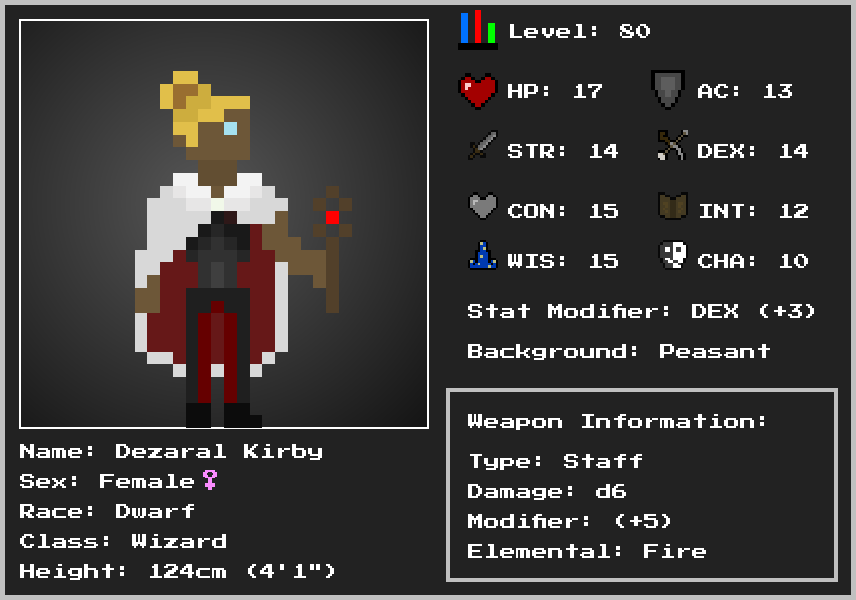 Level: 80
HP: 17
AC: 13
STR: 14
DEX: 14
CON: 15
INT: 12
WIS: 15
CHA: 10
Stat Modifier: DEX (+3)
Background: Peasant
Weapon Information:
Type: Staff
Damage: d6
Modifier: (+5)
Elemental: Fire
Name: Dezaral Kirby
Sex: Female
Race: Dwarf
Class: Wizard
Height: 124cm (4'1")